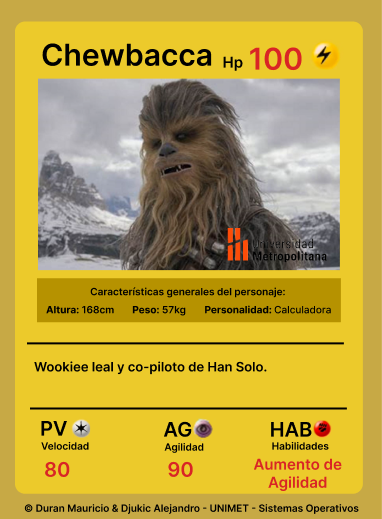 Chewbacca Hp 100
Universidad
Metropolitana
Características generales del personaje:
Altura: 168cm Peso: 57kg Personalidad: Calculadora
Wookiee leal y co-piloto de Han Solo.
PV AG HAB
Velocidad Agilidad Habilidades
80 90 Aumento de
Agilidad
© Duran Mauricio & Djukic Alejandro - UNIMET - Sistemas Operativos